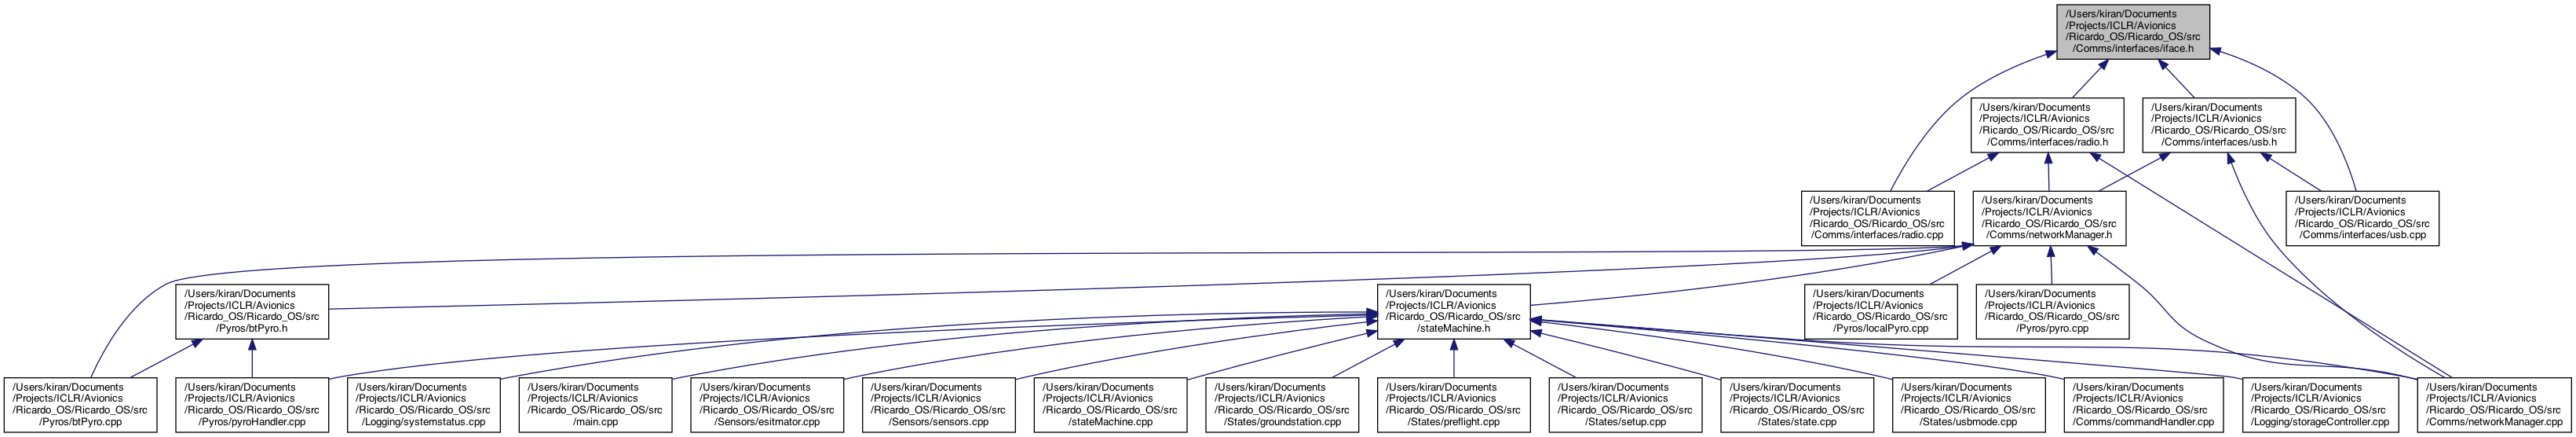 /Users/kiran/Documents
/Projects/ICLR/Avionics
/Ricardo_OS/Ricardo_OS/src
/Comms/interfaces/iface.h
/Users/kiran/Documents
/Projects/ICLR/Avionics
/Ricardo_OS/Ricardo_OS/src
/Comms/interfaces/radio.h
/Users/kiran/Documents
/Projects/ICLR/Avionics
/Ricardo_OS/Ricardo_OS/src
/Comms/interfaces/usb.h
/Users/kiran/Documents
/Projects/ICLR/Avionics
/Ricardo_OS/Ricardo_OS/src
/Comms/interfaces/radio.cpp
/Users/kiran/Documents
/Projects/ICLR/Avionics
/Ricardo_OS/Ricardo_OS/src
/Comms/networkManager.h
/Users/kiran/Documents
/Projects/ICLR/Avionics
/Ricardo_OS/Ricardo_OS/src
/Comms/interfaces/usb.cpp
/Users/kiran/Documents
/Projects/ICLR/Avionics
/Ricardo_OS/Ricardo_OS/src
/Pyros/btPyro.h
/Users/kiran/Documents
/Projects/ICLR/Avionics
/Ricardo_OS/Ricardo_OS/src
/stateMachine.h
/Users/kiran/Documents
/Projects/ICLR/Avionics
/Ricardo_OS/Ricardo_OS/src
/Pyros/localPyro.cpp
/Users/kiran/Documents
/Projects/ICLR/Avionics
/Ricardo_OS/Ricardo_OS/src
/Pyros/pyro.cpp
/Users/kiran/Documents
/Projects/ICLR/Avionics
/Ricardo_OS/Ricardo_OS/src
/Pyros/btPyro.cpp
/Users/kiran/Documents
/Projects/ICLR/Avionics
/Ricardo_OS/Ricardo_OS/src
/Pyros/pyroHandler.cpp
/Users/kiran/Documents
/Projects/ICLR/Avionics
/Ricardo_OS/Ricardo_OS/src
/Logging/systemstatus.cpp
/Users/kiran/Documents
/Projects/ICLR/Avionics
/Ricardo_OS/Ricardo_OS/src
/main.cpp
/Users/kiran/Documents
/Projects/ICLR/Avionics
/Ricardo_OS/Ricardo_OS/src
/Sensors/esitmator.cpp
/Users/kiran/Documents
/Projects/ICLR/Avionics
/Ricardo_OS/Ricardo_OS/src
/Sensors/sensors.cpp
/Users/kiran/Documents
/Projects/ICLR/Avionics
/Ricardo_OS/Ricardo_OS/src
/stateMachine.cpp
/Users/kiran/Documents
/Projects/ICLR/Avionics
/Ricardo_OS/Ricardo_OS/src
/States/groundstation.cpp
/Users/kiran/Documents
/Projects/ICLR/Avionics
/Ricardo_OS/Ricardo_OS/src
/States/preflight.cpp
/Users/kiran/Documents
/Projects/ICLR/Avionics
/Ricardo_OS/Ricardo_OS/src
/States/setup.cpp
/Users/kiran/Documents
/Projects/ICLR/Avionics
/Ricardo_OS/Ricardo_OS/src
/States/state.cpp
/Users/kiran/Documents
/Projects/ICLR/Avionics
/Ricardo_OS/Ricardo_OS/src
/States/usbmode.cpp
/Users/kiran/Documents
/Projects/ICLR/Avionics
/Ricardo_OS/Ricardo_OS/src
/Comms/commandHandler.cpp
/Users/kiran/Documents
/Projects/ICLR/Avionics
/Ricardo_OS/Ricardo_OS/src
/Logging/storageController.cpp
/Users/kiran/Documents
/Projects/ICLR/Avionics
/Ricardo_OS/Ricardo_OS/src
/Comms/networkManager.cpp